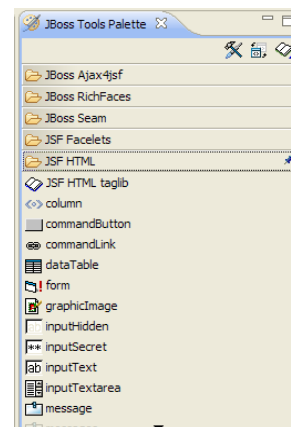 JBoss Tools Palette
JBoss Ajax4jsf
JBoss RichFaces
JBoss Seam
JSF Facelets
JSF HTML
JSF HTML taglib
column
commandButton
commandLink
dataTable
form
graphicImage
inputHidden
inputSecret
inputText
inputTextarea
message